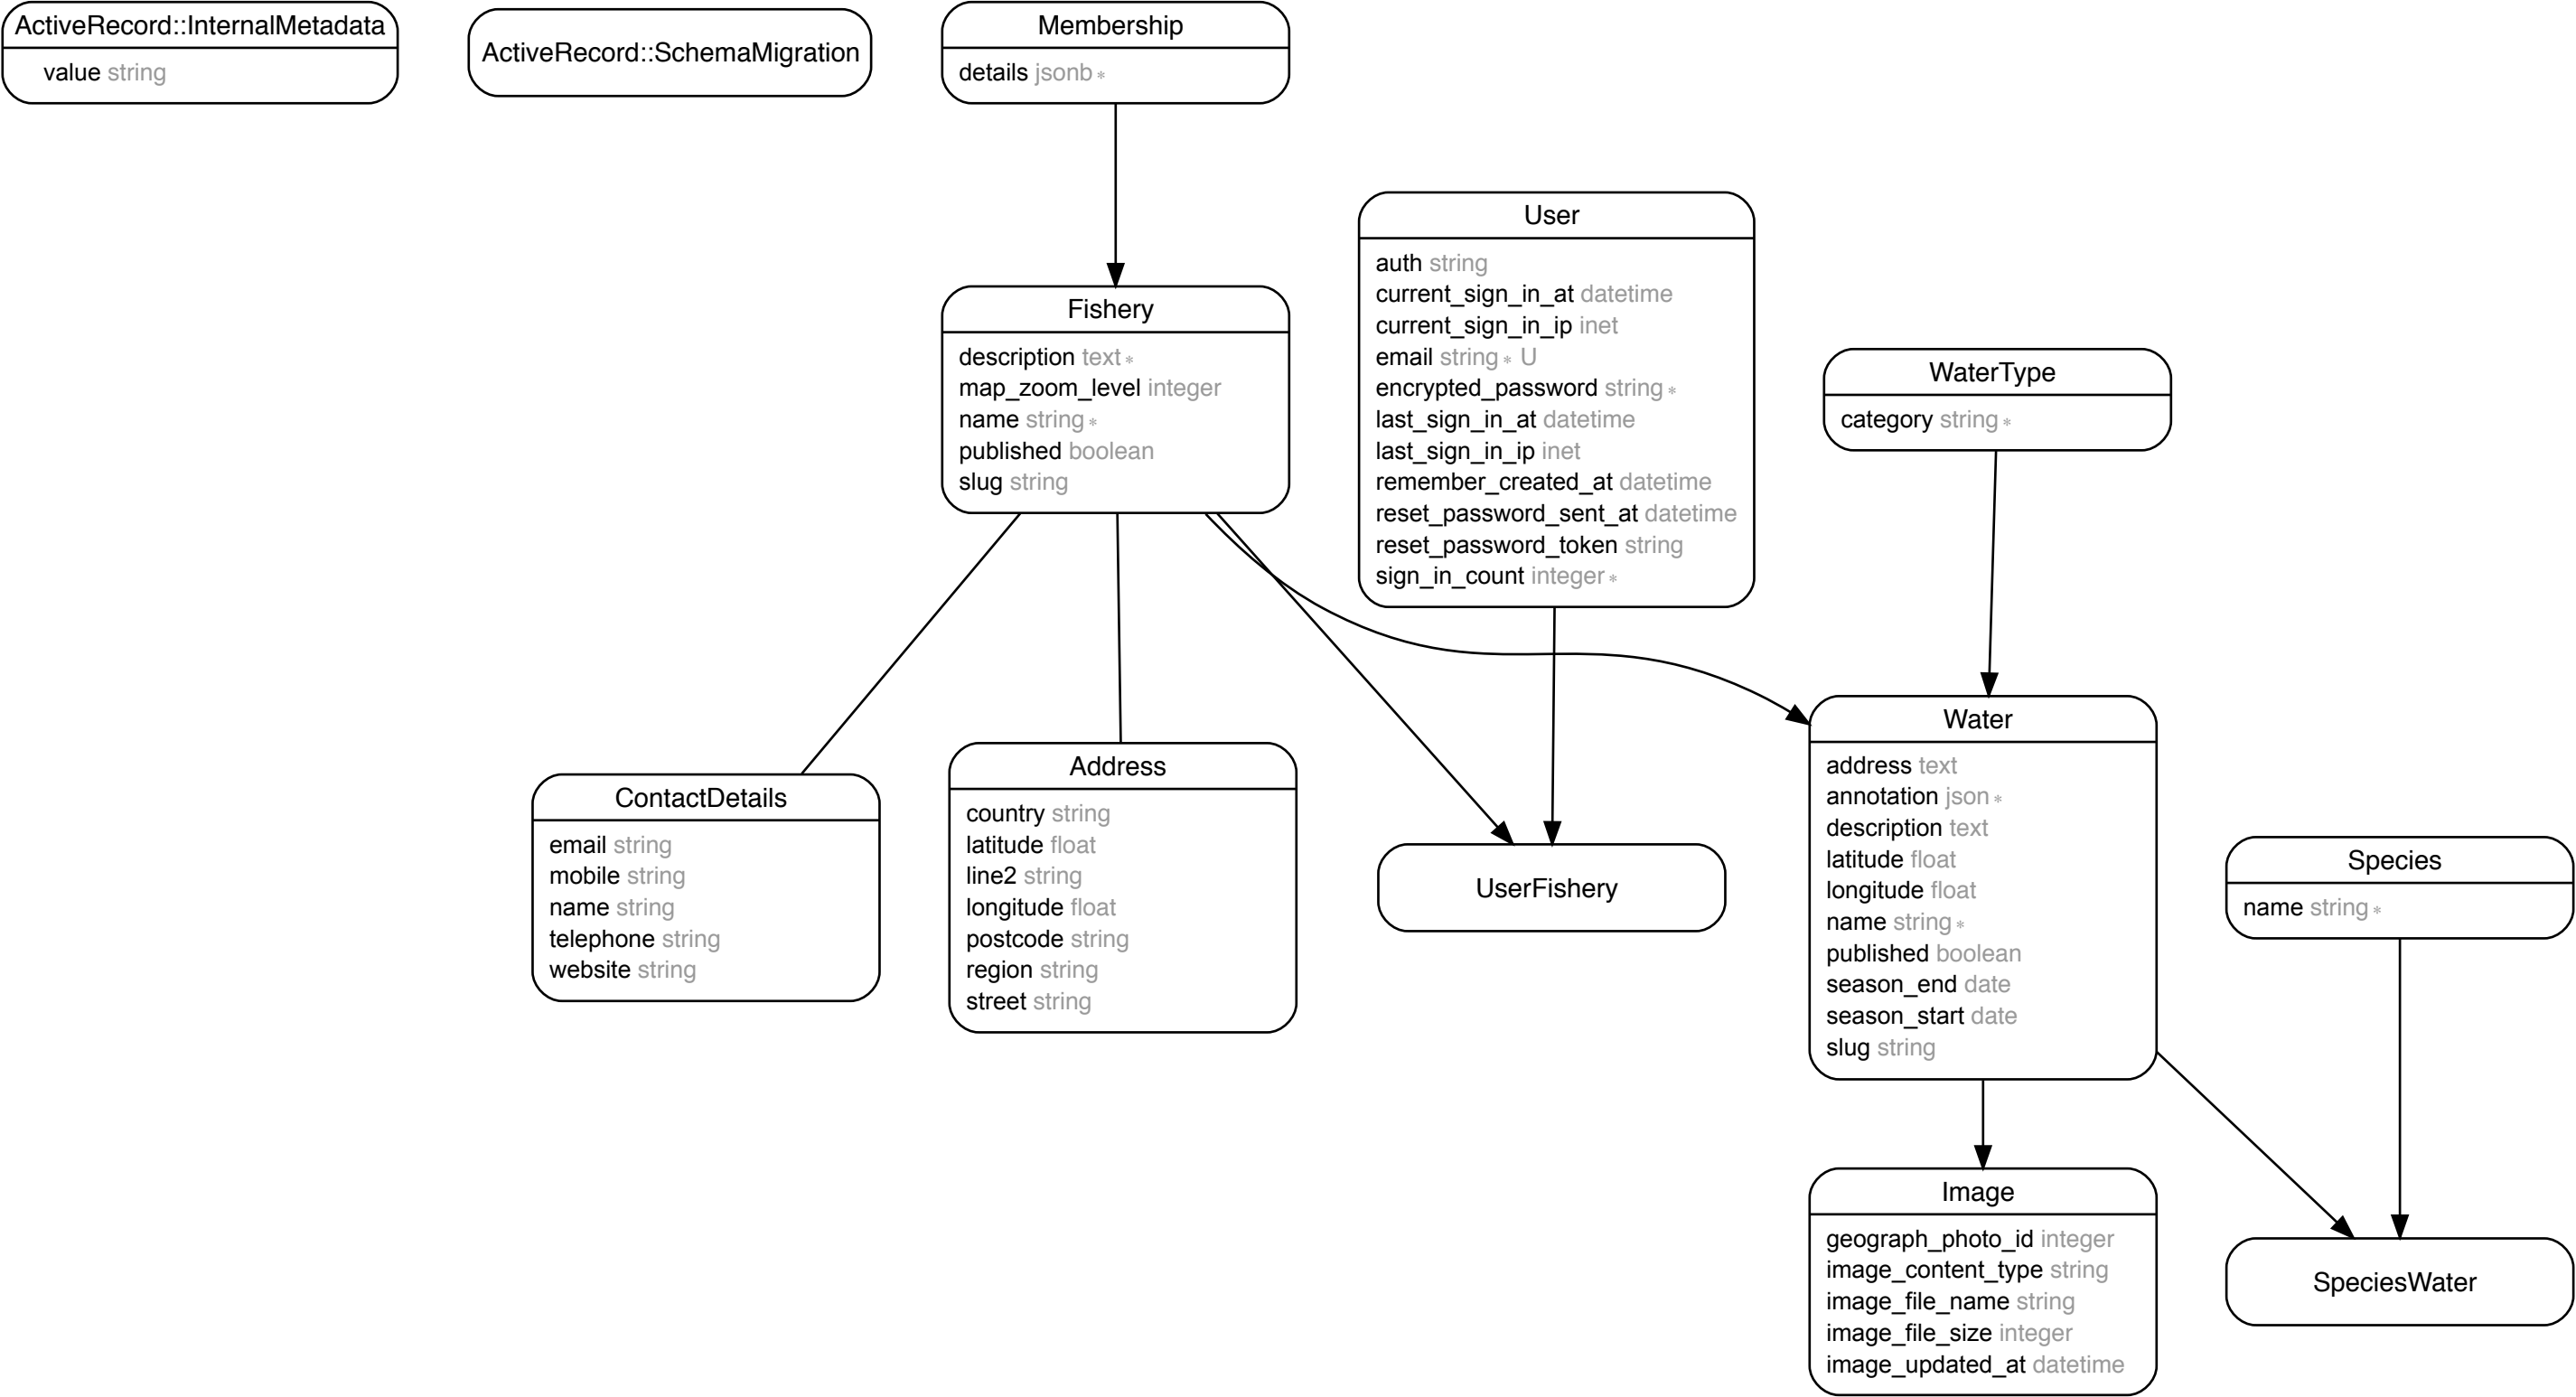 ActiveRecord::InternalMetadata
value string
ActiveRecord::SchemaMigration
Membership
details jsonb *
User
auth string
current_sign_in_at datetime
current_sign_in_ip inet
email string * U
encrypted_password string *
last_sign_in_at datetime
last_sign_in_ip inet
remember_created_at datetime
reset_password_sent_at datetime
reset_password_token string
sign_in_count integer *
Fishery
description text *
map_zoom_level integer
name string *
published boolean
slug string
WaterType
category string *
Water
address text
annotation json *
description text
latitude float
longitude float
name string *
published boolean
season_end date
season_start date
slug string
Address
country string
latitude float
line2 string
longitude float
postcode string
region string
street string
ContactDetails
email string
mobile string
name string
telephone string
website string
UserFishery
Species
name string *
Image
geograph_photo_id integer
image_content_type string
image_file_name string
image_file_size integer
image_updated_at datetime
SpeciesWater